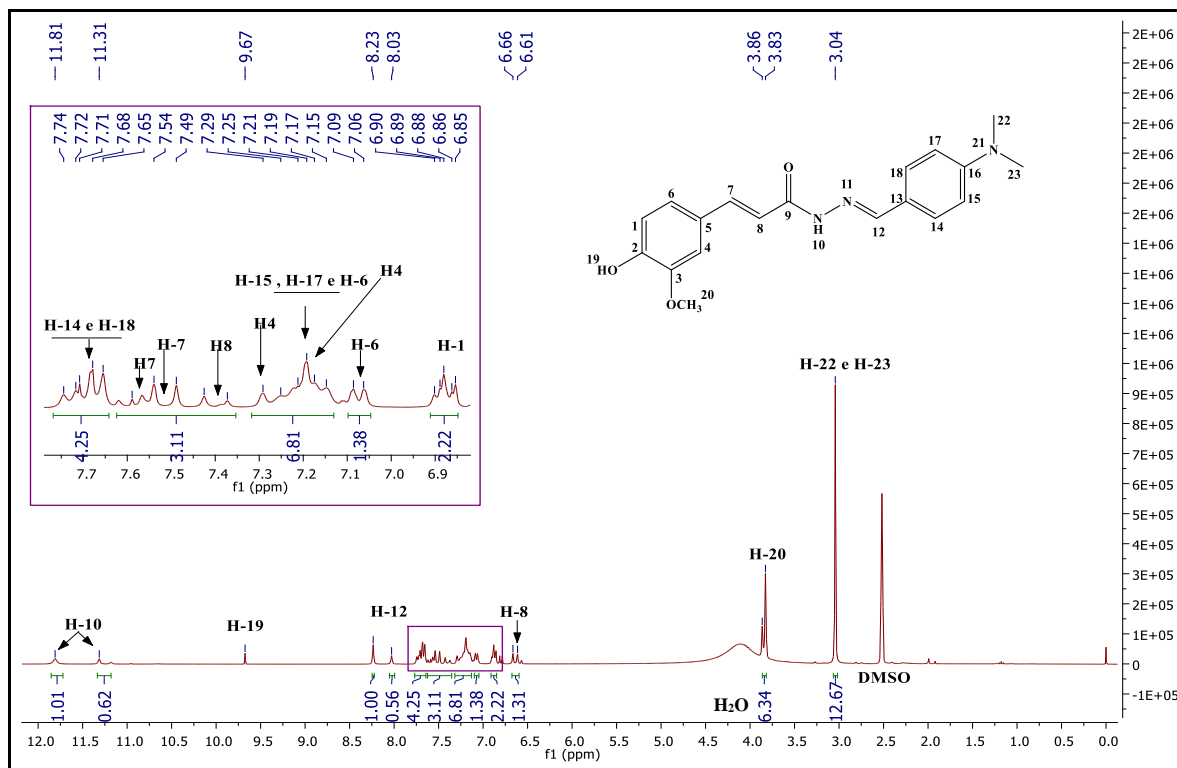 11.81
11.31
9.67
8.23
8.03
6.66
6.61
3.86
3.83
3.04
7.74
7.72
7.71
7.68
7.65
7.54
7.49
7.29
7.25
7.21
7.19
7.17
7.15
7.09
7.06
6.90
6.89
6.88
6.86
6.85
H-14 e H-18
H7
H-7
H8
H4
H-15 , H-17 e H-6
H4
H-6
H-1
4.25
3.11
6.81
1.38
2.22
7.7 7.6 7.5 7.4 7.3 7.2 7.1 7.0 6.9
f1 (ppm)
22
21
N
23
17
18
16
15
14
13
12
O
11
N
N
H
10
9
8
7
6
5
4
1
2
3
19
HO
20
OCH3
H-10
H-19
H-12
H-8
H-20
H-22 e H-23
H2O
DMSO
1.01
0.62
1.00
0.56
4.25
3.11
6.81
1.38
2.22
1.31
6.34
12.67
12.0 11.5 11.0 10.5 10.0 9.5 9.0 8.5 8.0 7.5 7.0 6.5 6.0 5.5 5.0 4.5 4.0 3.5 3.0 2.5 2.0 1.5 1.0 0.5 0.0
f1 (ppm)
2E+06
2E+06
2E+06
2E+06
2E+06
2E+06
2E+06
1E+06
1E+06
1E+06
1E+06
1E+06
9E+05
8E+05
7E+05
6E+05
5E+05
4E+05
3E+05
2E+05
1E+05
0
-1E+05